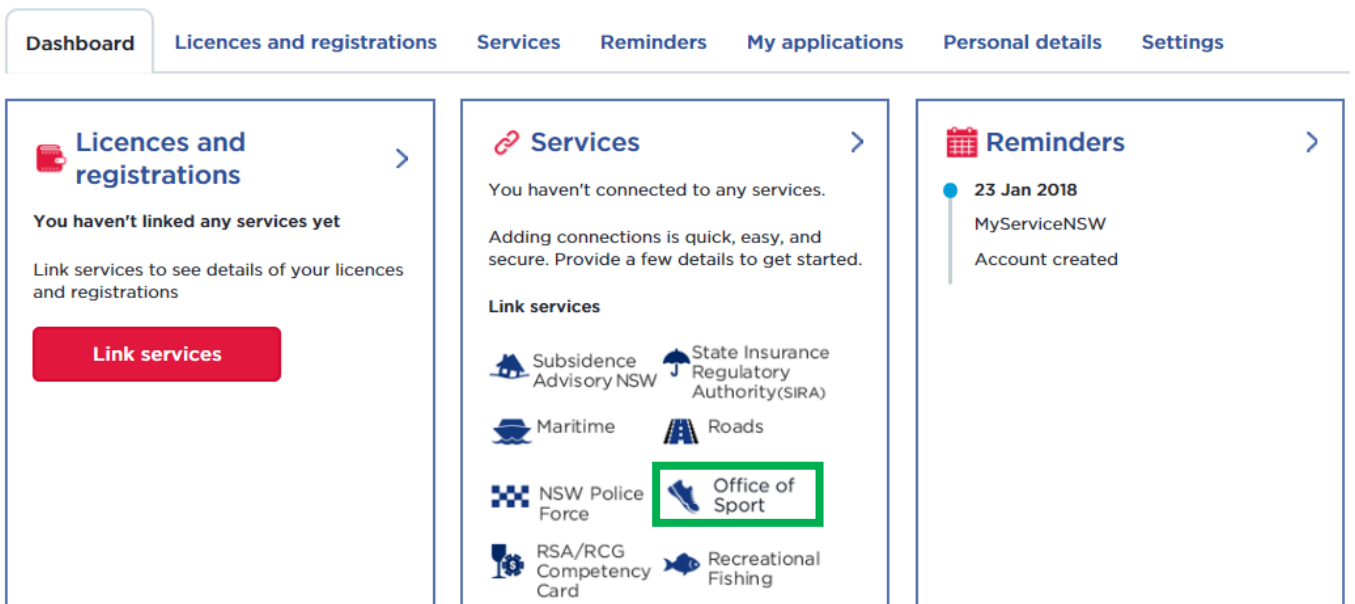 Dashboard
Licences and registrations
Services
Reminders
My applications
Personal details
Settings
Licences and
registrations
You haven't linked any services yet
Link services to see details of your licences
and registrations
Link services
Services
You haven't connected to any services.
Adding connections is quick, easy, and
secure. Provide a few details to get started.
Link services
Subsidence
Advisory NSW
State Insurance
Regulatory
Authority(SIRA)
Maritime
Roads
NSW Police
Force
Office of
Sport
RSA/RCG
Competency
Card
Recreational
Fishing
Reminders
23 Jan 2018
MyServiceNSW
Account created